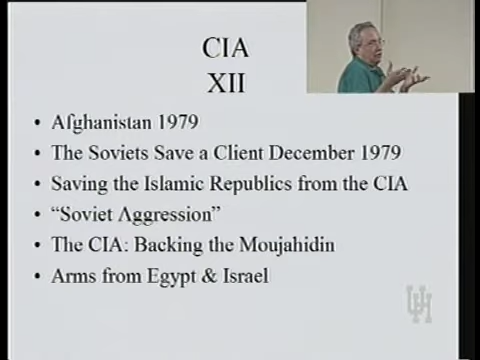 CIA
XII
• Afghanistan 1979
• The Soviets Save a Client December 1979
• Saving the Islamic Republics from the CIA
• “Soviet Aggression”
• The CIA: Backing the Moujahidin
• Arms from Egypt & Israel
UH